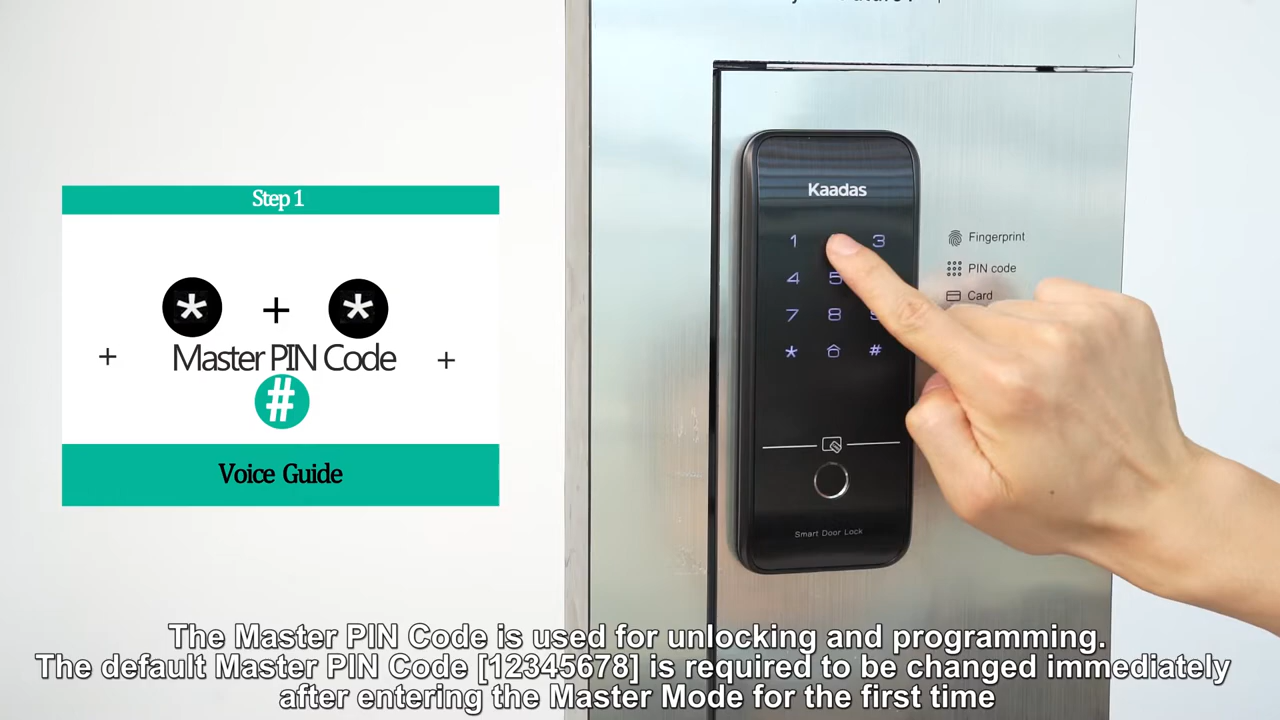 Step 1
* + *
+ Master PIN Code +
#
Voice Guide
Kaadas
1 3
4 5
7 8
* #
Smart Door Lock
Fingerprint
PIN code
Card
The Master PIN Code is used for unlocking and programming.
The default Master PIN Code [12345678] is required to be changed immediately
after entering the Master Mode for the first time